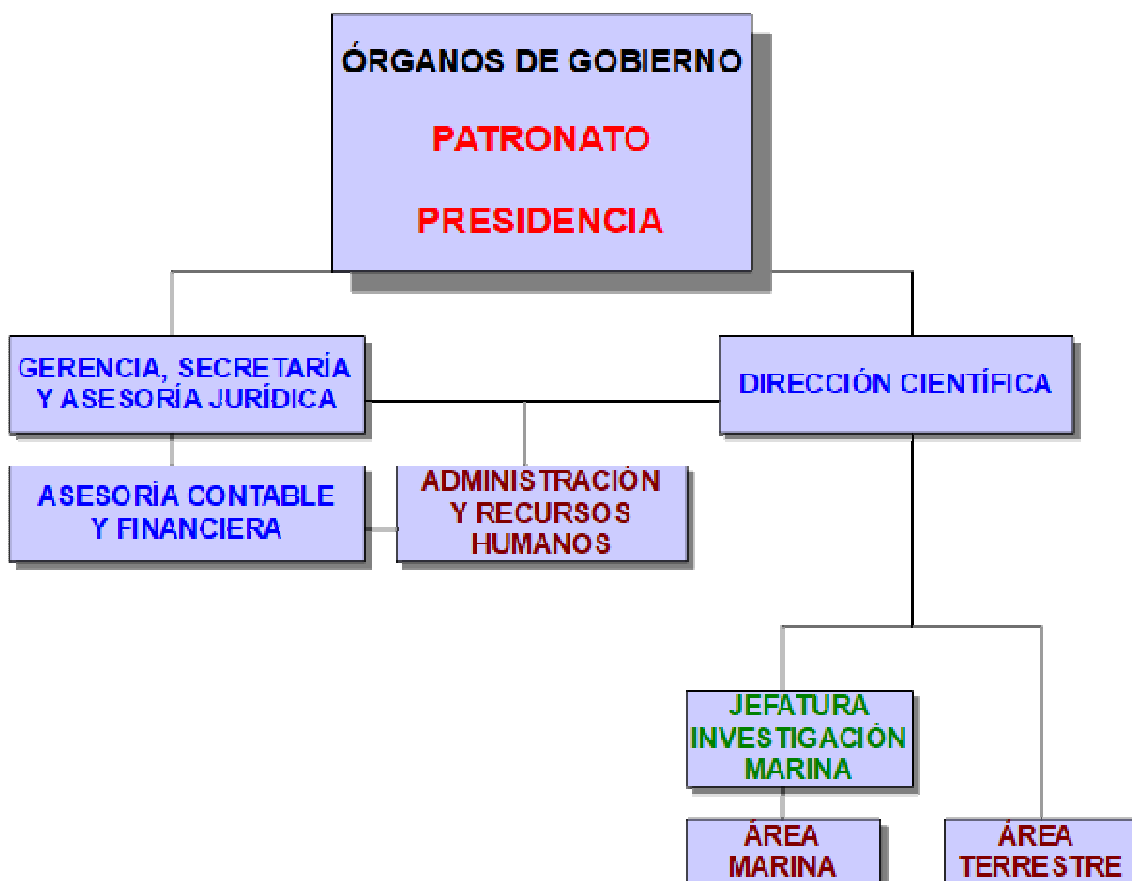 ÓRGANOS DE GOBIERNO
PATRONATO
PRESIDENCIA
GERENCIA, SECRETARÍA
Y ASESORÍA JURÍDICA
DIRECCIÓN CIENTÍFICA
ASESORÍA CONTABLE
Y FINANCIERA
ADMINISTRACIÓN
Y RECURSOS
HUMANOS
JEFATURA
INVESTIGACIÓN
MARINA
ÁREA
MARINA
ÁREA
TERRESTRE